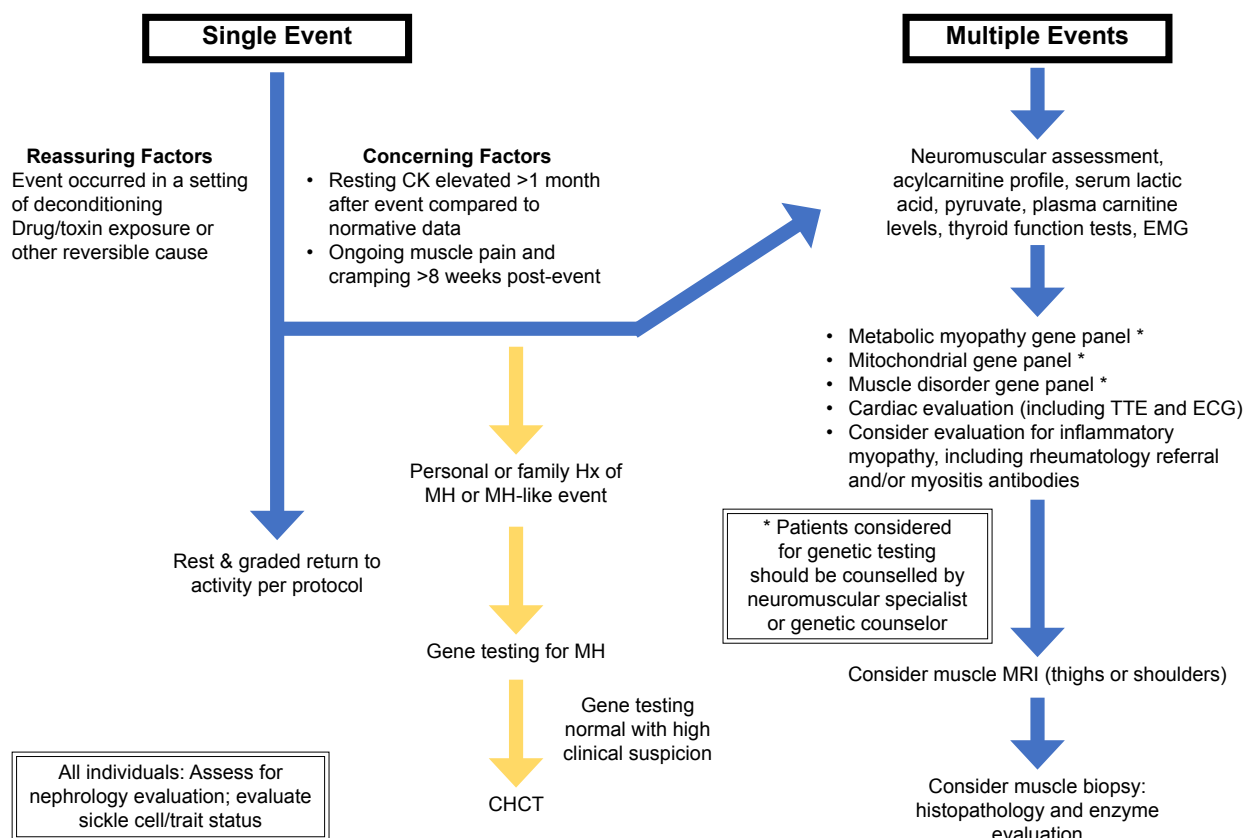 Single Event
Multiple Events
Reassuring Factors
Event occurred in a setting
of deconditioning
Drug/toxin exposure or
other reversible cause
Concerning Factors
• Resting CK elevated >1 month
after event compared to
normative data
• Ongoing muscle pain and
cramping >8 weeks post-event
Neuromuscular assessment,
acylcarnitine profile, serum lactic
acid, pyruvate, plasma carnitine
levels, thyroid function tests, EMG
• Metabolic myopathy gene panel *
• Mitochondrial gene panel *
• Muscle disorder gene panel *
• Cardiac evaluation (including TTE and ECG)
• Consider evaluation for inflammatory
myopathy, including rheumatology referral
and/or myositis antibodies
Personal or family Hx of
MH or MH-like event
Rest & graded return to
activity per protocol
* Patients considered
for genetic testing
should be counselled by
neuromuscular specialist
or genetic counselor
Gene testing for MH
Consider muscle MRI (thighs or shoulders)
Gene testing
normal with high
clinical suspicion
All individuals: Assess for
nephrology evaluation; evaluate
sickle cell/trait status
CHCT
Consider muscle biopsy:
histopathology and enzyme
evaluation